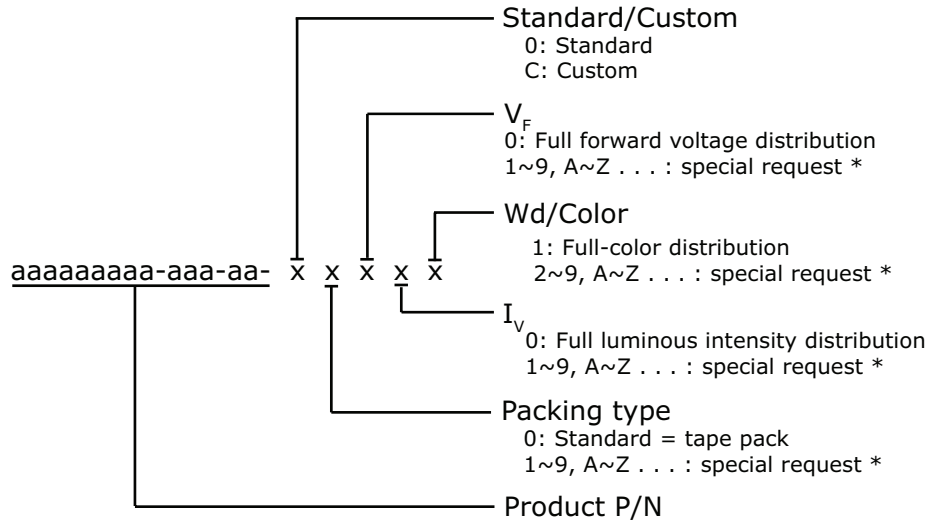 Standard/Custom
0: Standard
C: Custom
VF
0: Full forward voltage distribution
1~9, A~Z . . . : special request *
Wd/Color
1: Full-color distribution
2~9, A~Z . . . : special request *
aaaaaaaaa-aaa-aa- x x x x x
IV
0: Full luminous intensity distribution
1~9, A~Z . . . : special request *
Packing type
0: Standard = tape pack
1~9, A~Z . . . : special request *
Product P/N